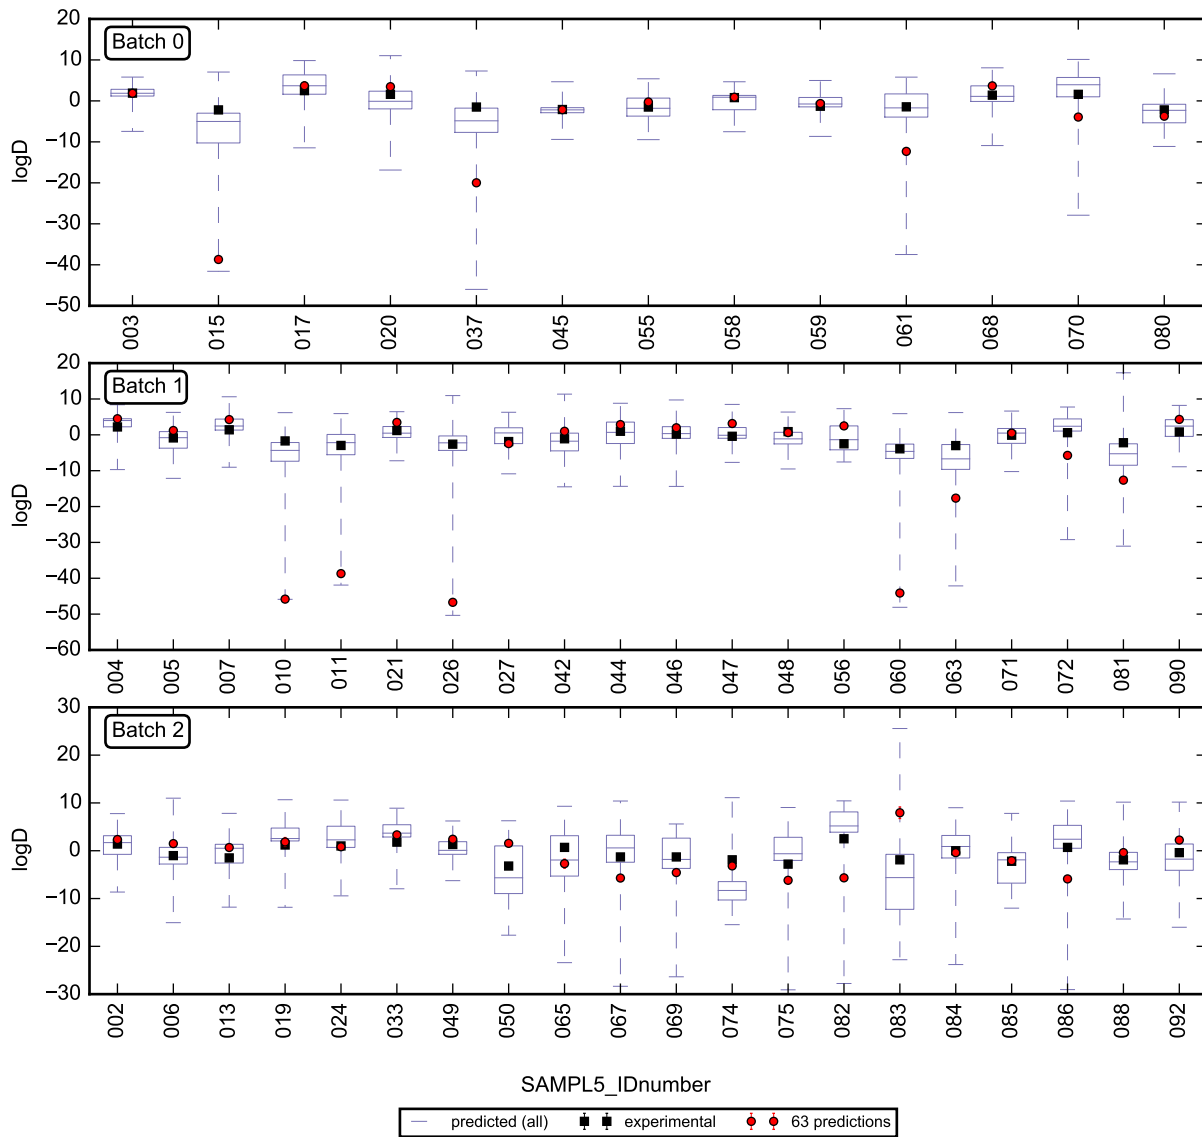 20
Batch 0
10
0
−10
−20
−30
−40
−50
logD
003 015 017 020 037 045 055 058 059 061 068 070 080
20
Batch 1
10
0
−10
−20
−30
−40
−50
−60
logD
004 005 007 010 011 021 026 027 042 044 046 047 048 056 060 063 071 072 081 090
30
Batch 2
20
10
0
−10
−20
−30
logD
002 006 013 019 024 033 049 050 065 067 069 074 075 082 083 084 085 086 088 092
SAMPL5_IDnumber
predicted (all) experimental 63 predictions